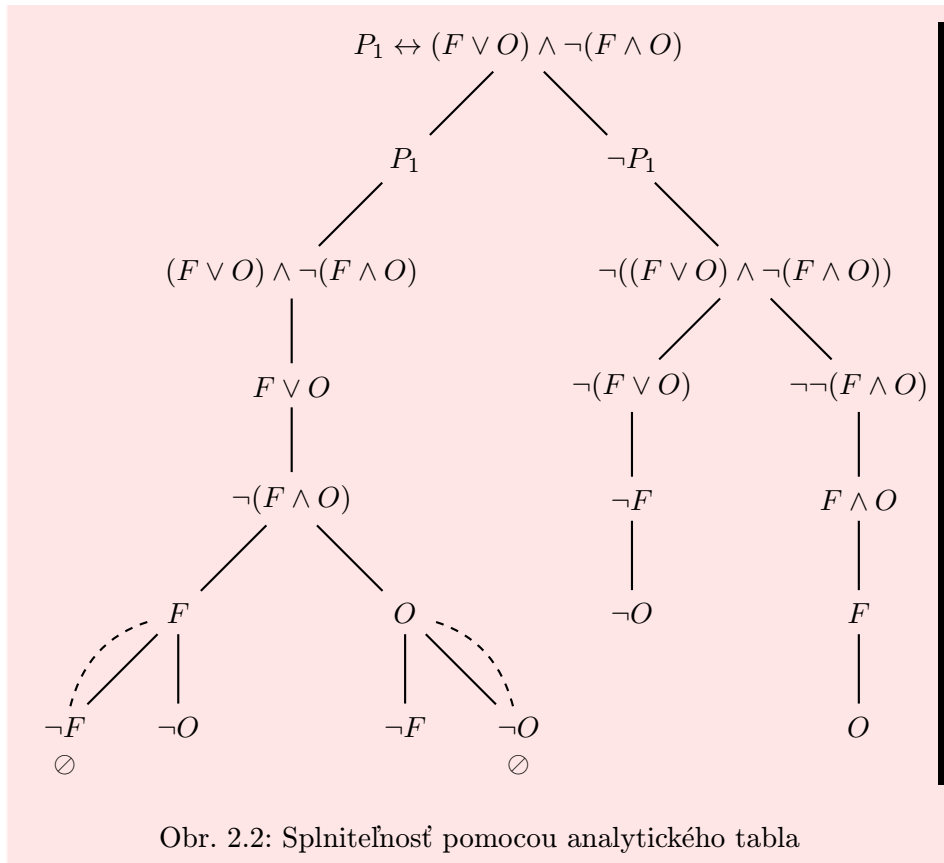 P₁ ↔ (F ∨ O) ∧ ¬(F ∧ O)
P₁ ¬P₁
(F ∨ O) ∧ ¬(F ∧ O) ¬((F ∨ O) ∧ ¬(F ∧ O))
F ∨ O ¬(F ∨ O) ¬¬(F ∧ O)
¬(F ∧ O) ¬F F ∧ O
F O ¬O F
¬F ¬O ¬F ¬O O
⊘ ⊘
Obr. 2.2: Splniteľnosť pomocou analytického tabla